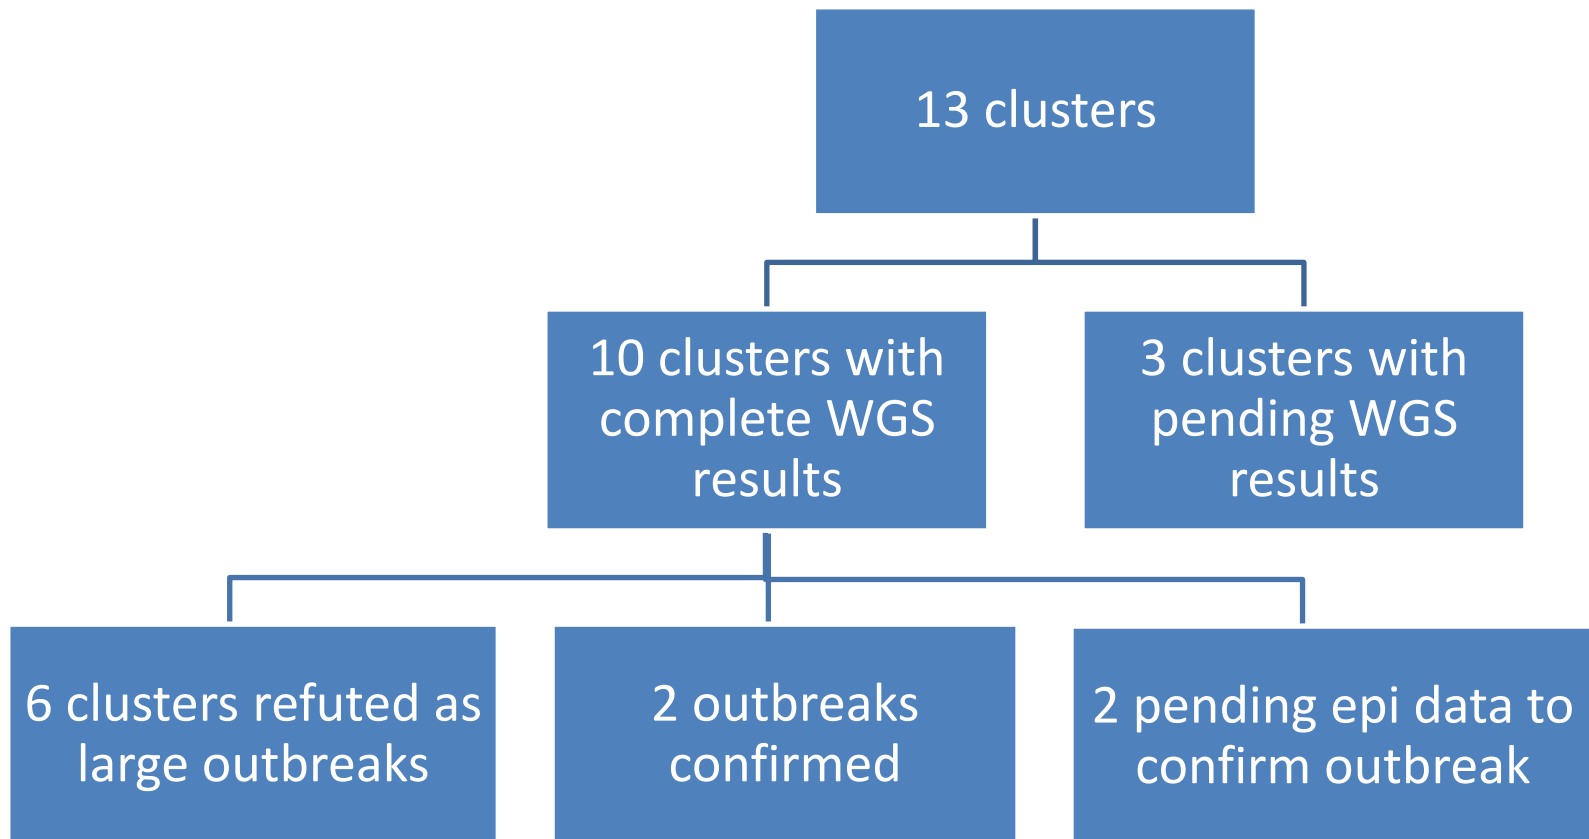 13 clusters
10 clusters with
complete WGS
results
3 clusters with
pending WGS
results
6 clusters refuted as
large outbreaks
2 outbreaks
confirmed
2 pending epi data to
confirm outbreak